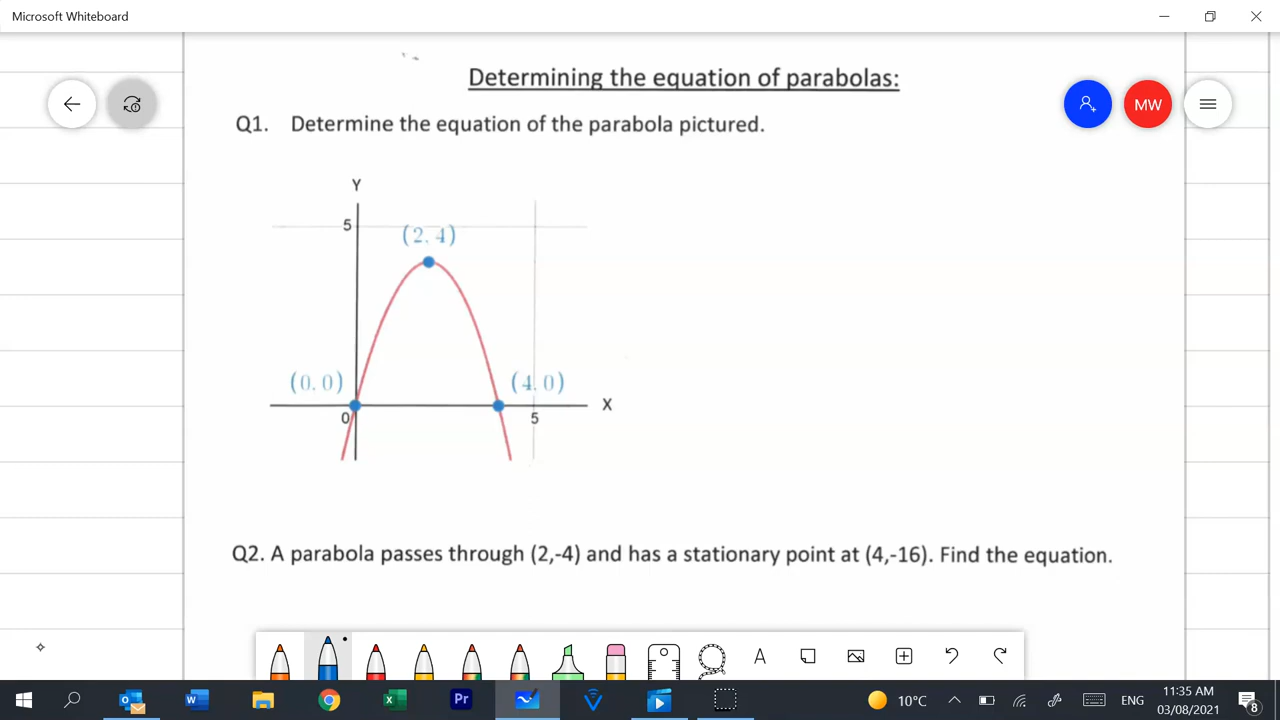 Microsoft Whiteboard
Determining the equation of parabolas:
MW
Q1. Determine the equation of the parabola pictured.
Y
5
(2, 4)
(0, 0)
(4, 0)
X
0
5
Q2. A parabola passes through (2,-4) and has a stationary point at (4,-16). Find the equation.
A
W
X
Pr
10°C
ENG
11:35 AM
03/08/2021
8